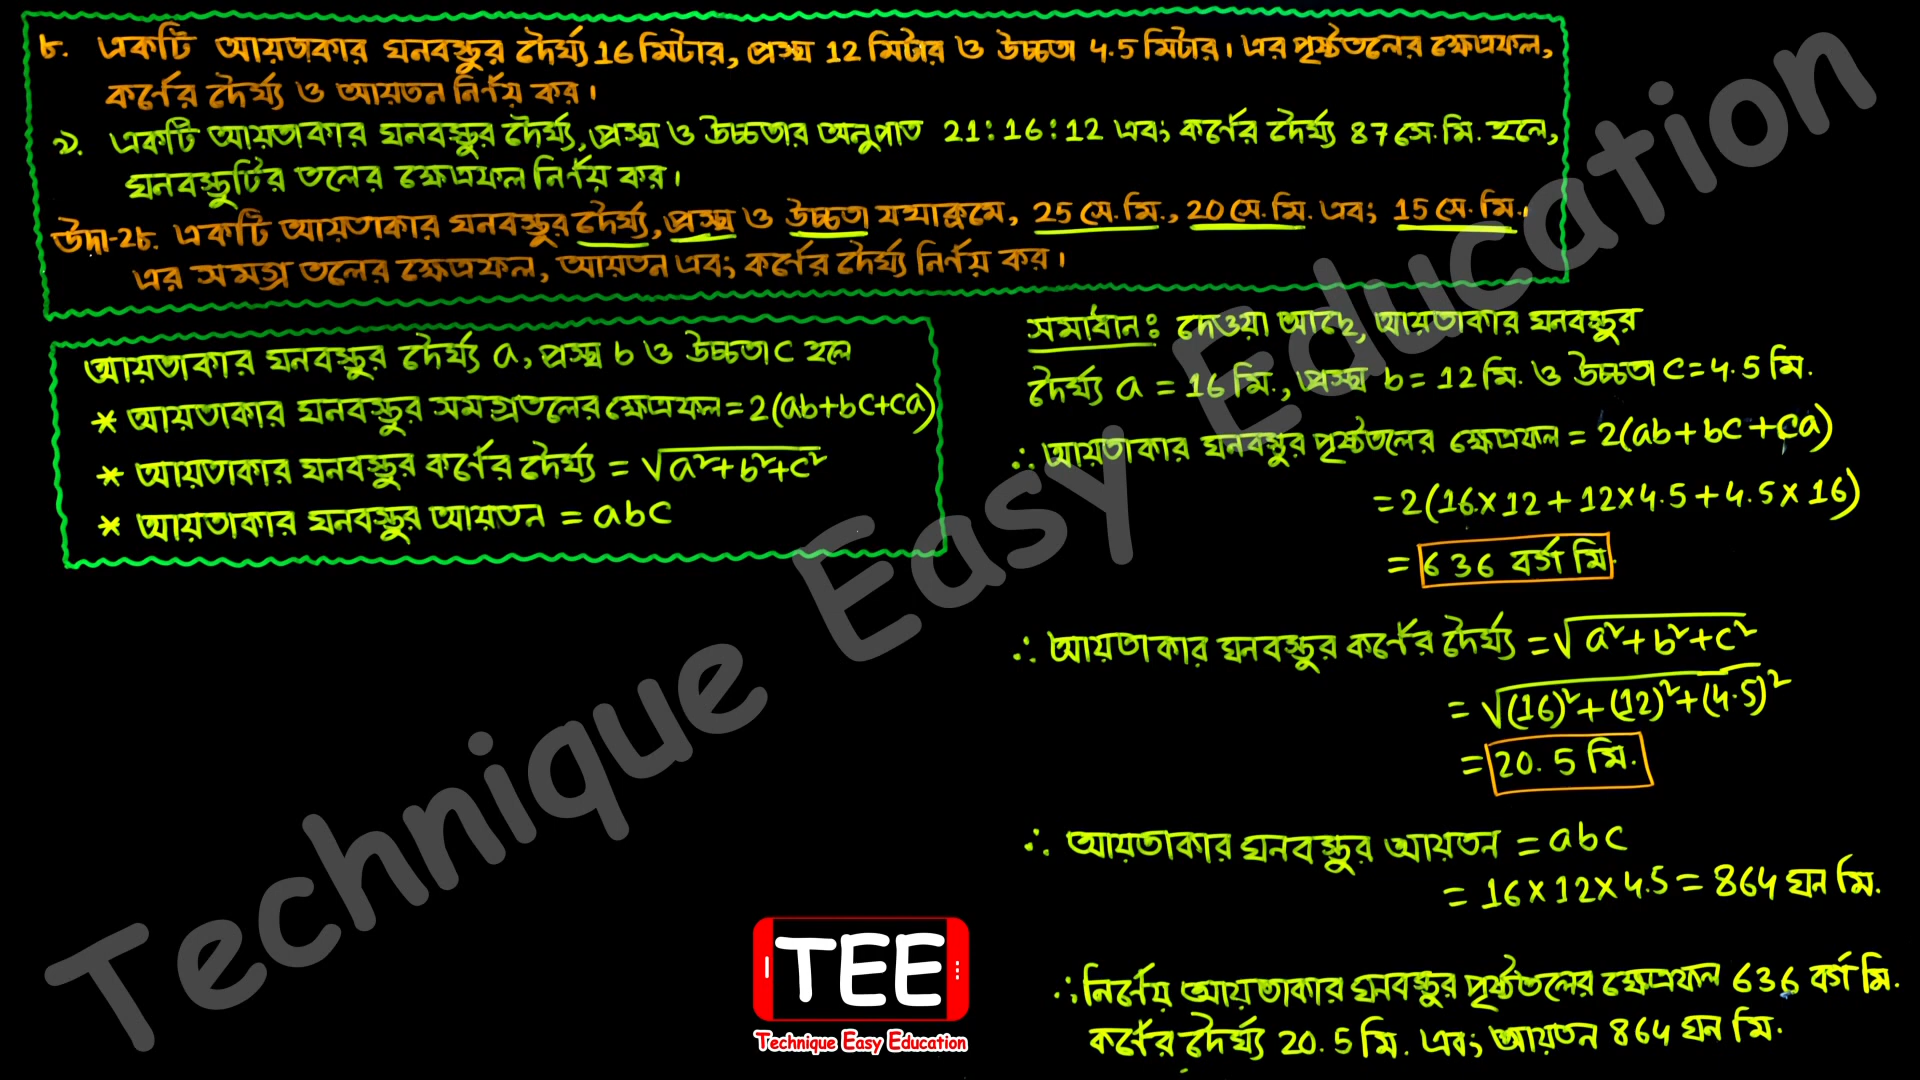 ৮. একটি আয়তাকার ঘনবস্তুর দৈর্ঘ্য 16 মিটার, প্রস্থ 12 মিটার ও উচ্চতা 4.5 মিটার। এর পৃষ্ঠতলের ক্ষেত্রফল,
কর্ণের দৈর্ঘ্য ও আয়তন নির্ণয় কর।
৯. একটি আয়তাকার ঘনবস্তুর দৈর্ঘ্য, প্রস্থ ও উচ্চতার অনুপাত 21:16:12 এবং কর্ণের দৈর্ঘ্য 87 সে.মি. হলে,
ঘনবস্তুটির তলের ক্ষেত্রফল নির্ণয় কর।
উদা-২৮. একটি আয়তাকার ঘনবস্তুর দৈর্ঘ্য, প্রস্থ ও উচ্চতা যথাক্রমে, 25 সে.মি., 20 সে.মি. এবং 15 সে.মি.।
এর সমগ্র তলের ক্ষেত্রফল, আয়তন এবং কর্ণের দৈর্ঘ্য নির্ণয় কর।
আয়তাকার ঘনবস্তুর দৈর্ঘ্য a, প্রস্থ b ও উচ্চতা c হলে
* আয়তাকার ঘনবস্তুর সমগ্রতলের ক্ষেত্রফল = 2(ab+bc+ca)
* আয়তাকার ঘনবস্তুর কর্ণের দৈর্ঘ্য = √a²+b²+c²
* আয়তাকার ঘনবস্তুর আয়তন = abc
সমাধান: দেওয়া আছে, আয়তাকার ঘনবস্তুর
দৈর্ঘ্য a = 16 মি., প্রস্থ b = 12 মি. ও উচ্চতা c = 4.5 মি.
∴ আয়তাকার ঘনবস্তুর পৃষ্ঠতলের ক্ষেত্রফল = 2(ab+bc+ca)
= 2(16×12+12×4.5+4.5×16)
= 636 বর্গ মি.
∴ আয়তাকার ঘনবস্তুর কর্ণের দৈর্ঘ্য = √a²+b²+c²
= √(16)²+(12)²+(4.5)²
= 20.5 মি.
∴ আয়তাকার ঘনবস্তুর আয়তন = abc
= 16×12×4.5 = 864 ঘন মি.
∴ নির্ণেয় আয়তাকার ঘনবস্তুর পৃষ্ঠতলের ক্ষেত্রফল 636 বর্গ মি.
কর্ণের দৈর্ঘ্য 20.5 মি. এবং আয়তন 864 ঘন মি.
Technique Easy Education
TEE
Technique Easy Education